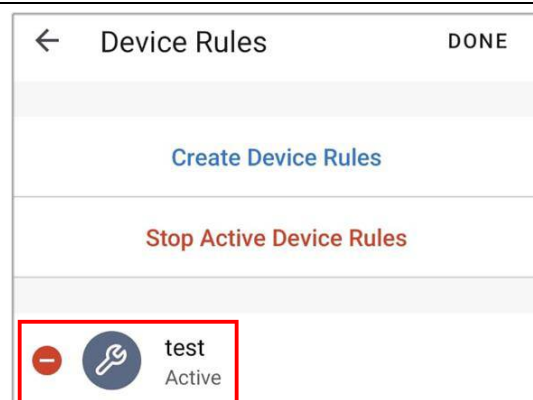 Device Rules DONE
Create Device Rules
Stop Active Device Rules
test
Active